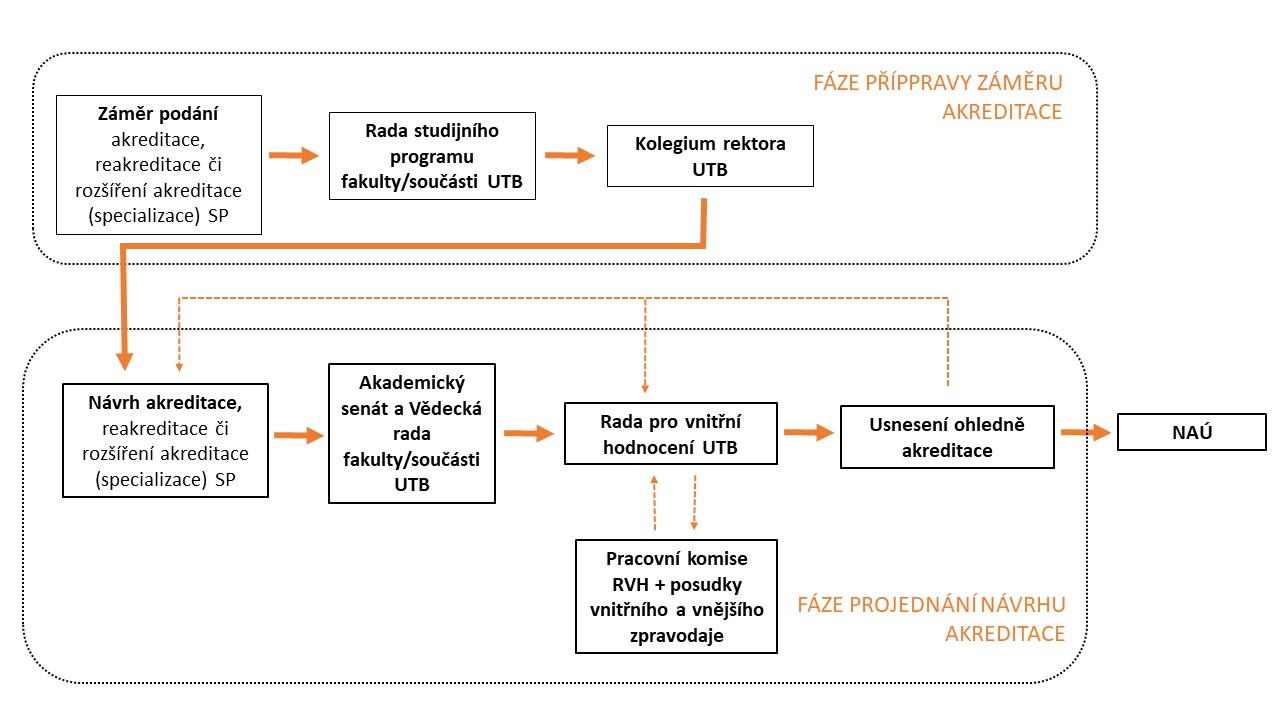 FÁZE PŘÍPPRAVY ZÁMĚRU
AKREDITACE
Záměr podání
akreditace,
reakreditace či
rozšíření akreditace
(specializace) SP
Rada studijního
programu
fakulty/součásti UTB
Kolegium rektora
UTB
Návrh akreditace,
reakreditace či
rozšíření akreditace
(specializace) SP
Akademický
senát a Vědecká
rada
fakulty/součásti
UTB
Rada pro vnitřní
hodnocení UTB
Usnesení ohledně
akreditace
NAÚ
Pracovní komise
RVH + posudky
vnitřního a vnějšího
zpravodaje
FÁZE PROJEDNÁNÍ NÁVRHU
AKREDITACE